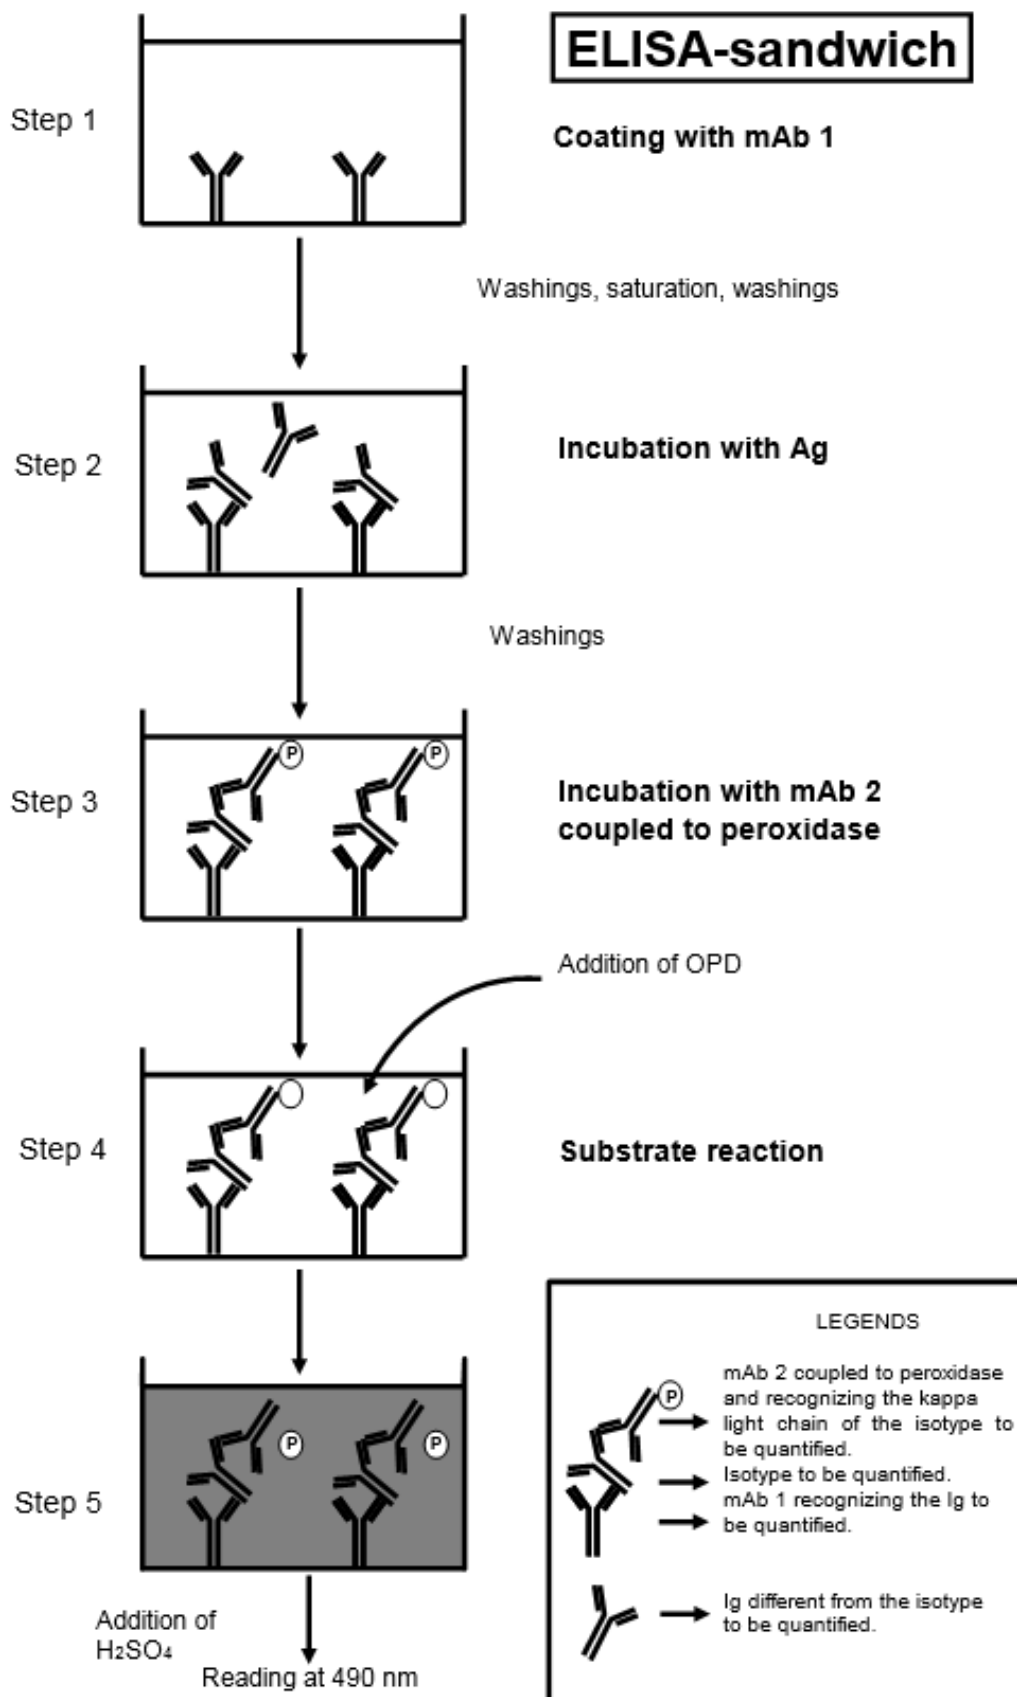 ELISA-sandwich
Step 1
Coating with mAb 1
Washings, saturation, washings
Step 2
Incubation with Ag
Washings
P
P
Step 3
Incubation with mAb 2
coupled to peroxidase
Addition of OPD
Step 4
Substrate reaction
P
P
Step 5
Addition of
H₂SO₄
Reading at 490 nm
LEGENDS
P
mAb 2 coupled to peroxidase
and recognizing the kappa
light chain of the isotype to
be quantified.
Isotype to be quantified.
mAb 1 recognizing the Ig to
be quantified.
Ig different from the isotype
to be quantified.